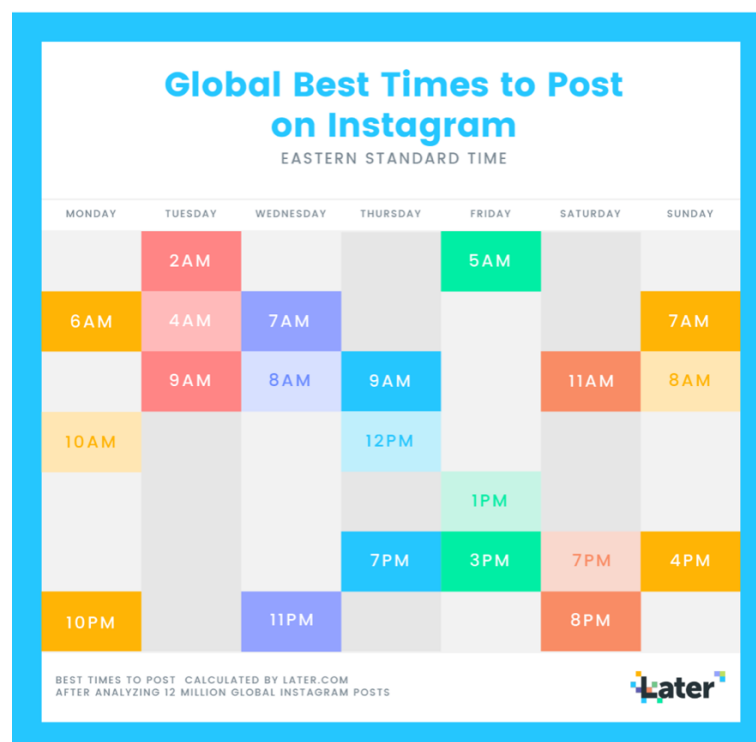 Global Best Times to Post
on Instagram
EASTERN STANDARD TIME
MONDAY TUESDAY WEDNESDAY THURSDAY FRIDAY SATURDAY SUNDAY
2AM 5AM
6AM 4AM 7AM 7AM
9AM 8AM 9AM 11AM 8AM
10AM 12PM
1PM
7PM 3PM 7PM 4PM
10PM 11PM 8PM
BEST TIMES TO POST CALCULATED BY LATER.COM
AFTER ANALYZING 12 MILLION GLOBAL INSTAGRAM POSTS
Later